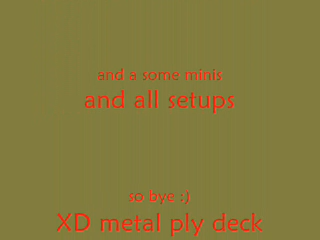 and a some minis
and all setups
so bye :)
XD metal ply deck